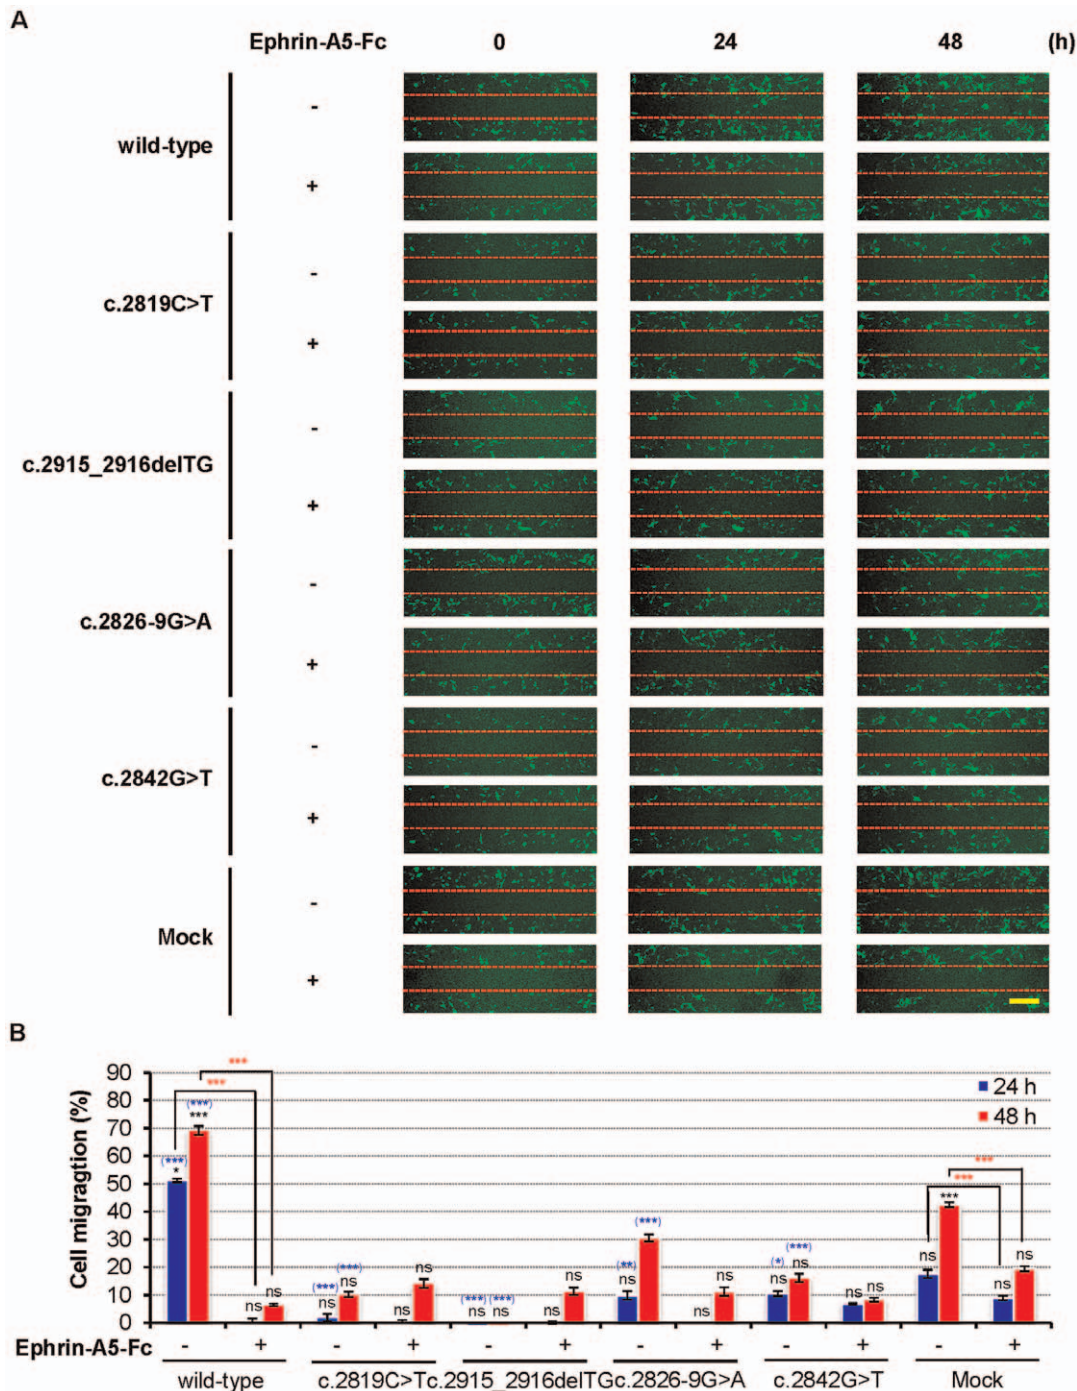 A
Ephrin-A5-Fc 0 24 48 (h)
-
wild-type
+
-
c.2819C>T
+
-
c.2915_2916delTG
+
-
c.2826-9G>A
+
-
c.2842G>T
+
-
Mock
+
B
Cell migragtion (%)
90
80
70
60
50
40
30
20
10
0
24 h
48 h
*** ***
(***) * (***) *** ns ns
(***) ns (***) ns ns ns
(***) ns (***) ns ns ns
(**) ns (***) ns ns
(*) ns (***) ns ns ns
*** ***
ns *** ns ns
Ephrin-A5-Fc - + - + - + - + - + - +
wild-type c.2819C>T c.2915_2916delTG c.2826-9G>A c.2842G>T Mock